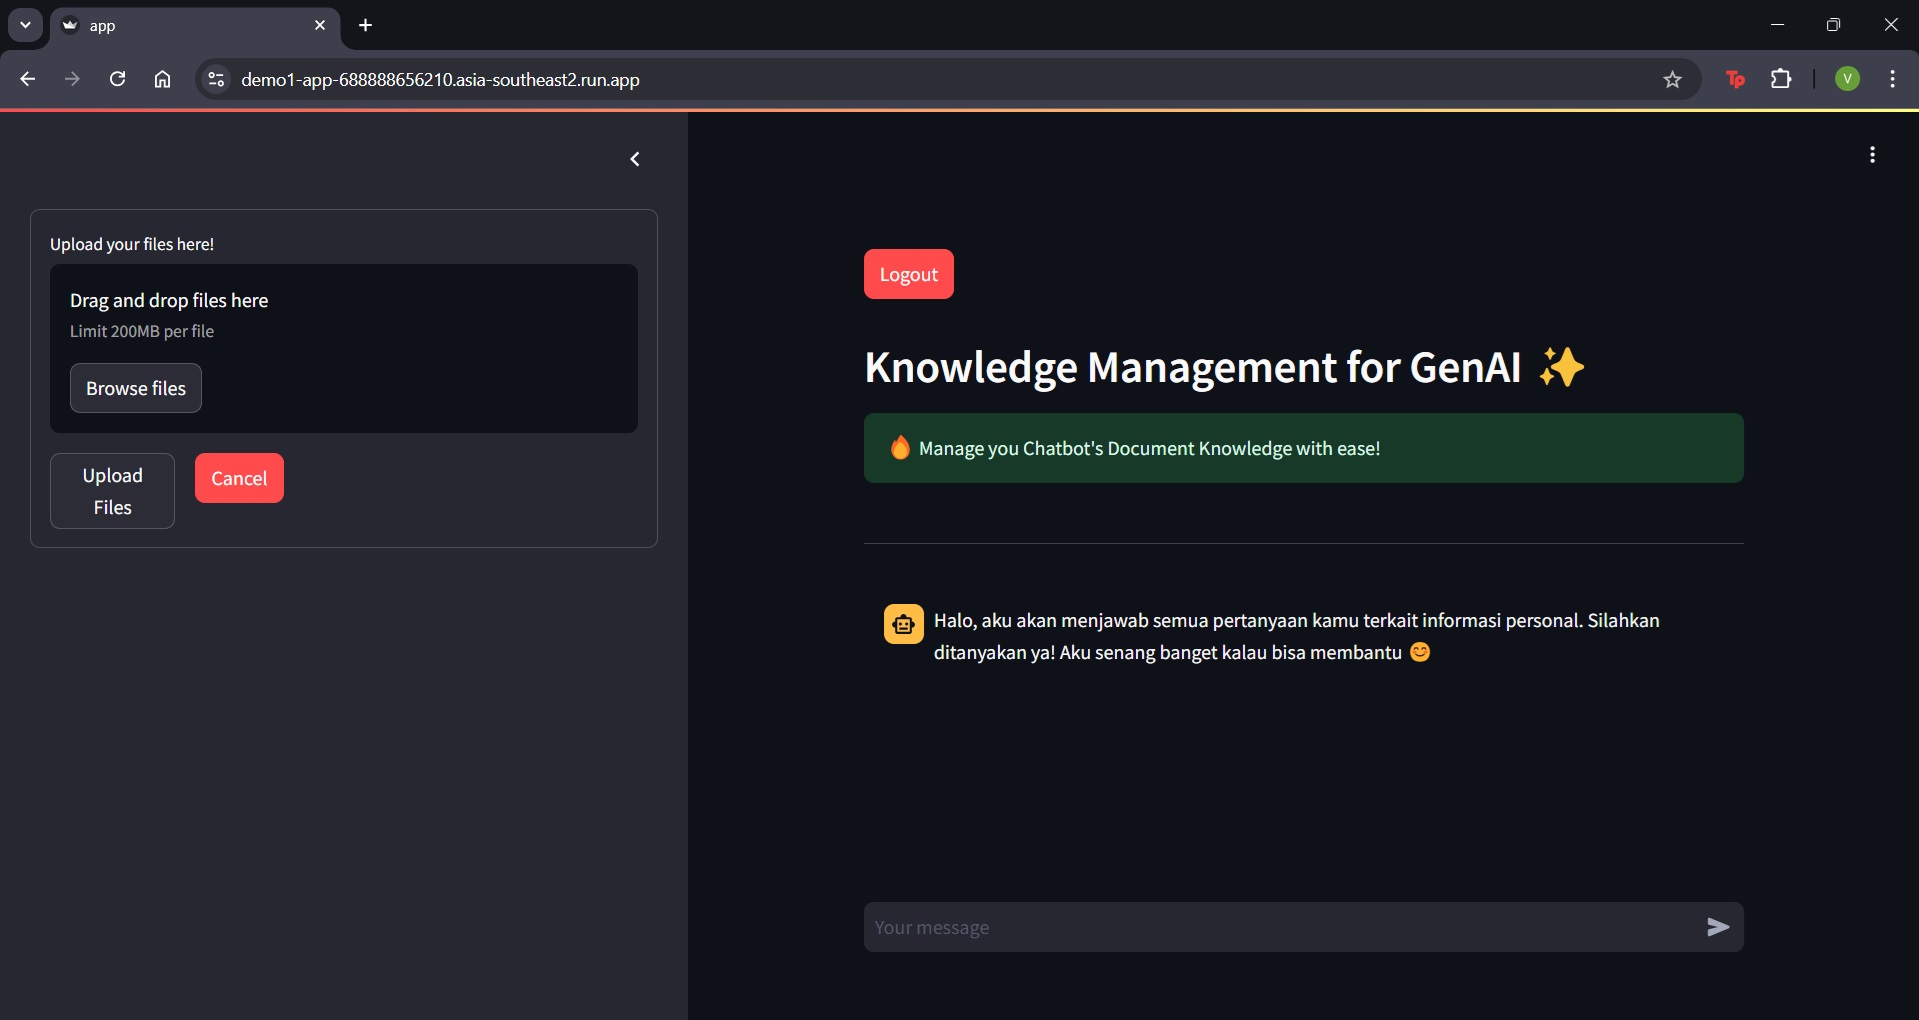 app
demo1-app-688888656210.asia-southeast2.run.app
Tp
V
Upload your files here!
Drag and drop files here
Limit 200MB per file
Browse files
Upload
Files
Cancel
Logout
Knowledge Management for GenAI ✨
🔥 Manage you Chatbot's Document Knowledge with ease!
Halo, aku akan menjawab semua pertanyaan kamu terkait informasi personal. Silahkan
ditanyakan ya! Aku senang banget kalau bisa membantu 😊
Your message